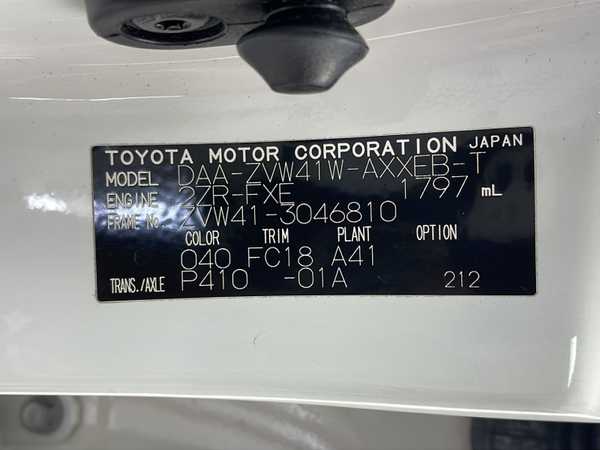 TOYOTA MOTOR CORPORATION JAPAN
MODEL DAA-ZVW41W-AXXEB-T
ENGINE 2ZR-FXE 1797 mL
FRAME No. ZVW41-3046810
COLOR TRIM PLANT OPTION
040 FC18 A41
TRANS./AXLE P410 -01A 212